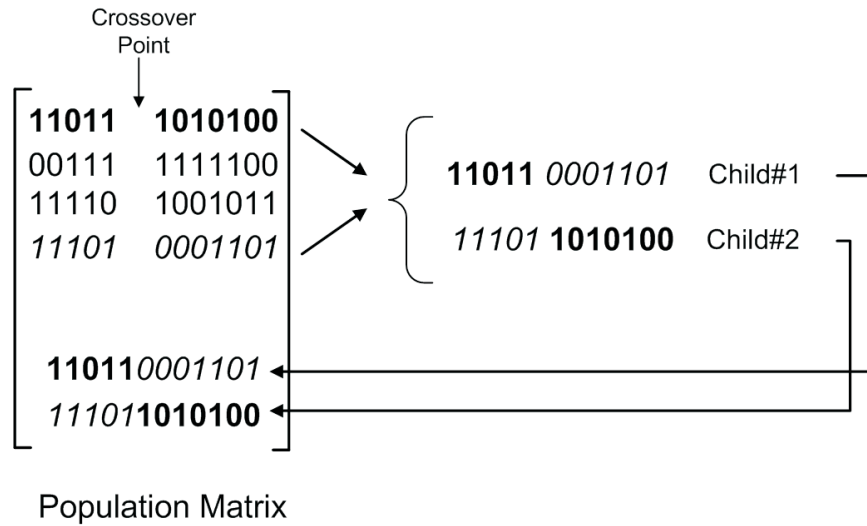 Crossover
Point
11011 1010100
00111 1111100
11110 1001011
11101 0001101
110110001101
111011010100
11011 0001101 Child#1
11101 1010100 Child#2
Population Matrix